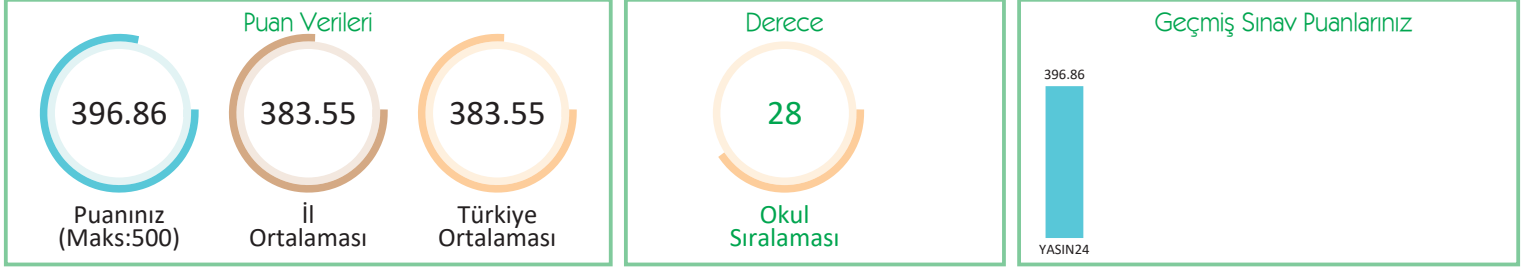 Puan Verileri
396.86
Puanınız
(Maks:500)
383.55
İl
Ortalaması
383.55
Türkiye
Ortalaması
Derece
28
Okul
Sıralaması
Geçmiş Sınav Puanlarınız
396.86
YASIN24